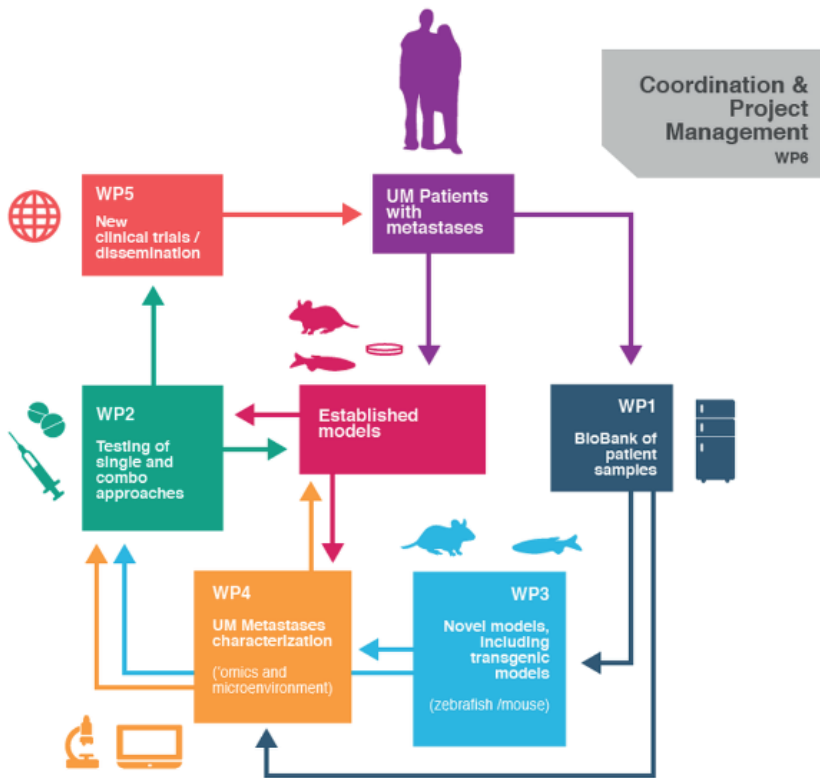 Coordination &
Project
Management
WP6
WP5
New
clinical trials /
dissemination
UM Patients
with
metastases
WP2
Testing of
single and
combo
approaches
Established
models
WP1
BioBank of
patient
samples
WP4
UM Metastases
characterization
('omics and
microenvironment)
WP3
Novel models,
including
transgenic
models
(zebrafish /mouse)